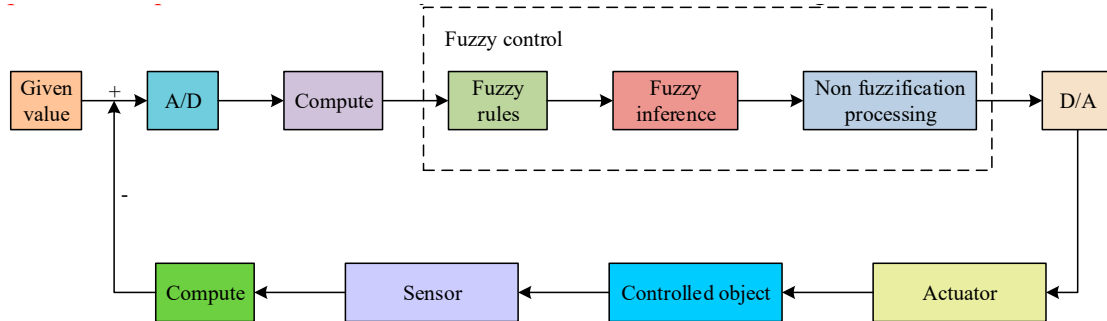 Fuzzy control
Given
value
+
A/D
Compute
Fuzzy
rules
Fuzzy
inference
Non fuzzification
processing
D/A
-
Compute
Sensor
Controlled object
Actuator